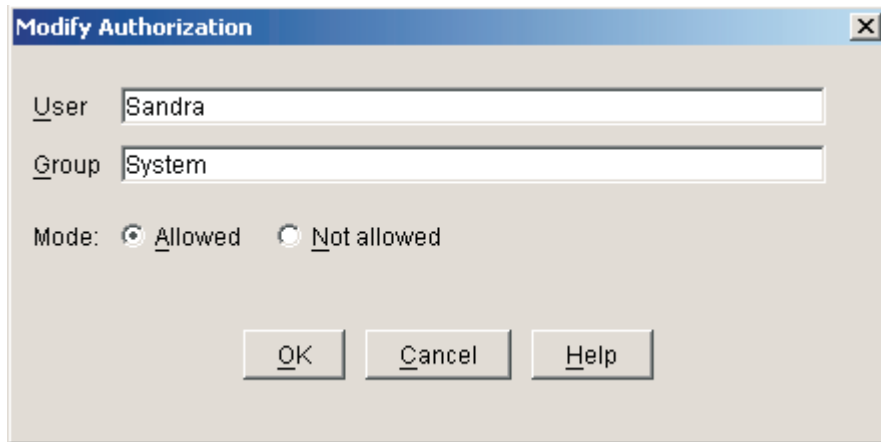 Modify Authorization
User Sandra
Group System
Mode: Allowed Not allowed
OK Cancel Help